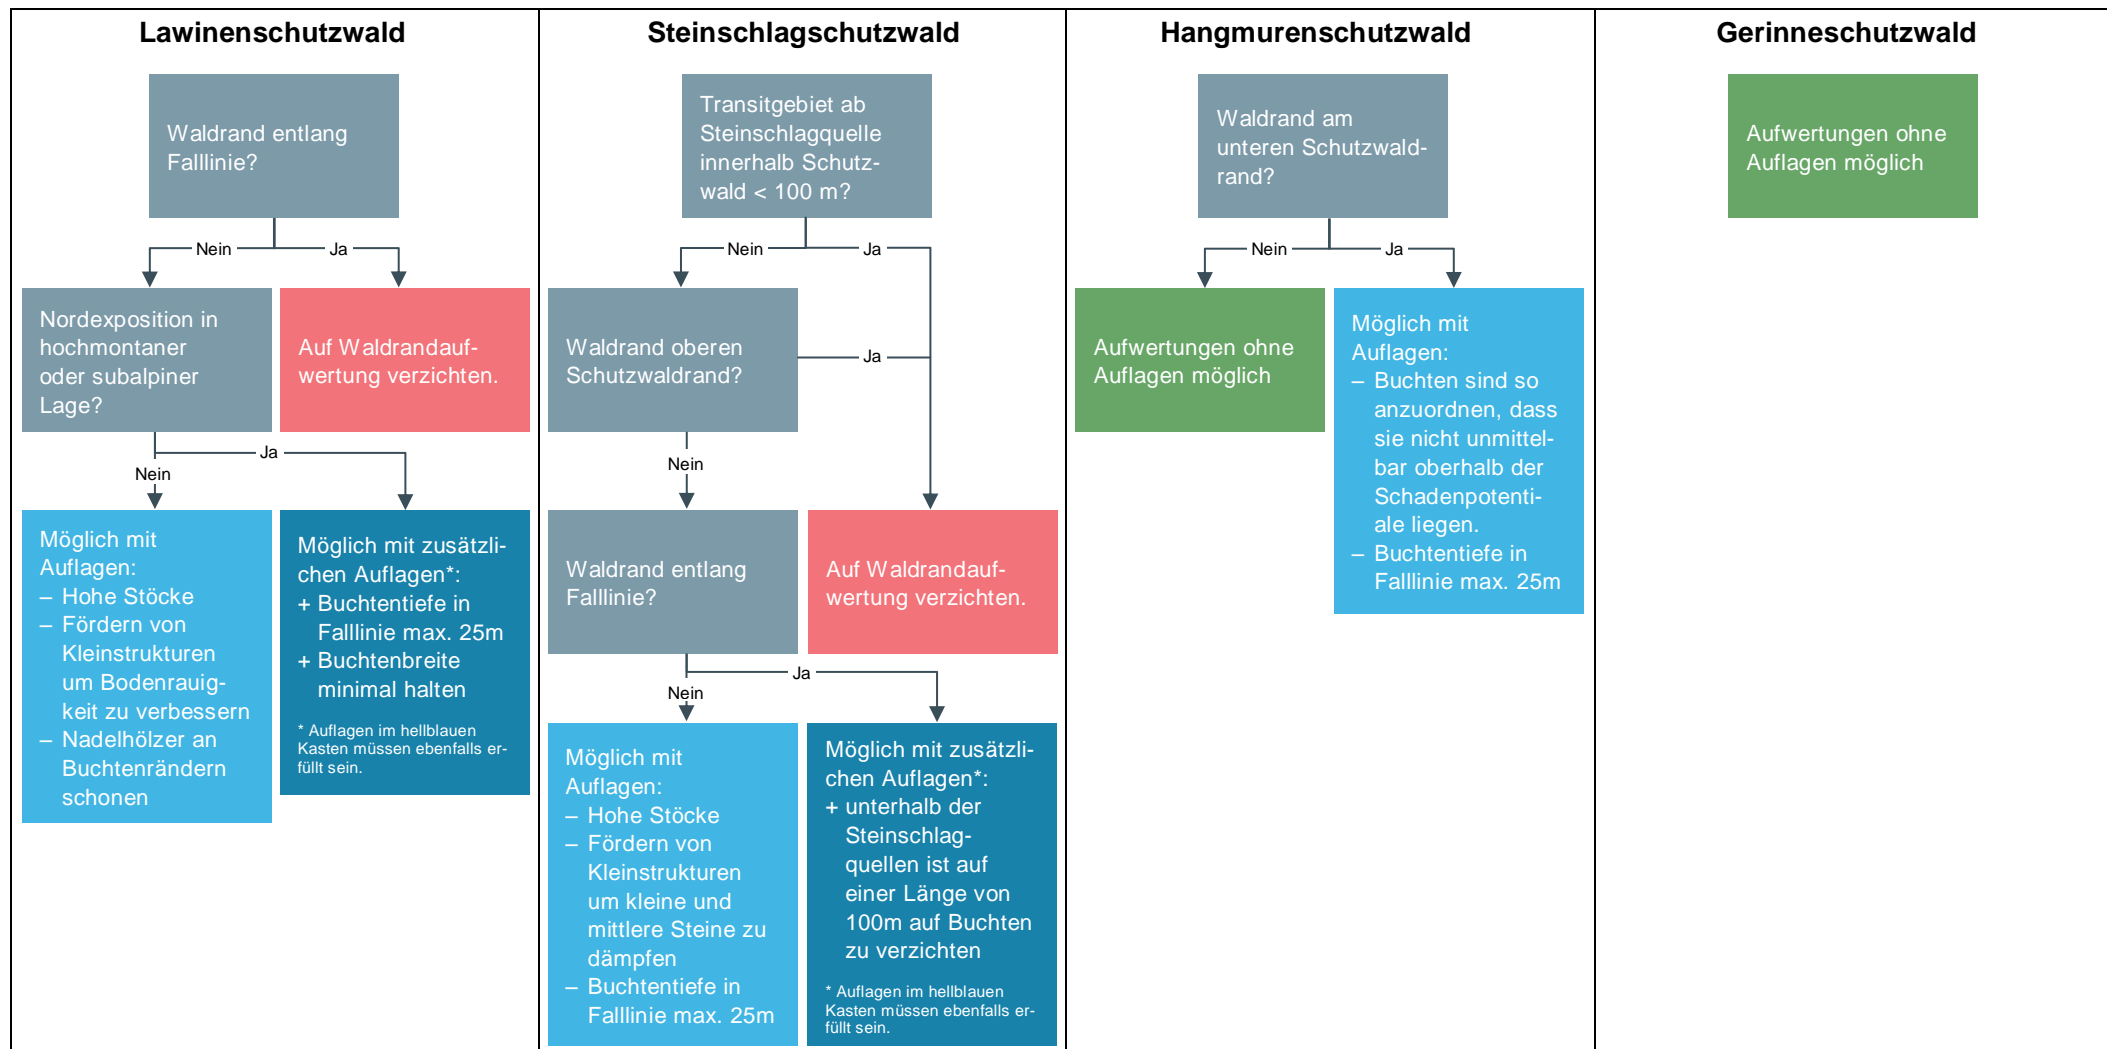 Lawinenschutzwald
Waldrand entlang
Falllinie?
Nein
Ja
Nordexposition in
hochmontaner
oder subalpiner
Lage?
Auf Waldrandauf-
wertung verzichten.
Ja
Nein
Möglich mit
Auflagen:
– Hohe Stöcke
– Fördern von
Kleinstrukturen
um Bodenrauig-
keit zu verbessern
– Nadelhölzer an
Buchtenrändern
schonen
Möglich mit zusätzli-
chen Auflagen*:
+ Buchtentiefe in
Falllinie max. 25m
+ Buchtenbreite
minimal halten
* Auflagen im hellblauen
Kasten müssen ebenfalls er-
füllt sein.
Steinschlagschutzwald
Transitgebiet ab
Steinschlagquelle
innerhalb Schutz-
wald < 100 m?
Nein
Ja
Waldrand oberen
Schutzwaldrand?
Ja
Nein
Waldrand entlang
Falllinie?
Auf Waldrandauf-
wertung verzichten.
Ja
Nein
Möglich mit
Auflagen:
– Hohe Stöcke
– Fördern von
Kleinstrukturen
um kleine und
mittlere Steine zu
dämpfen
– Buchtentiefe in
Falllinie max. 25m
Möglich mit zusätzli-
chen Auflagen*:
+ unterhalb der
Steinschlag-
quellen ist auf
einer Länge von
100m auf Buchten
zu verzichten
* Auflagen im hellblauen
Kasten müssen ebenfalls er-
füllt sein.
Hangmurenschutzwald
Waldrand am
unteren Schutzwald-
rand?
Nein
Ja
Aufwertungen ohne
Auflagen möglich
Möglich mit
Auflagen:
– Buchten sind so
anzuordnen, dass
sie nicht unmittel-
bar oberhalb der
Schadenpotenti-
ale liegen.
– Buchtentiefe in
Falllinie max. 25m
Gerinneschutzwald
Aufwertungen ohne
Auflagen möglich